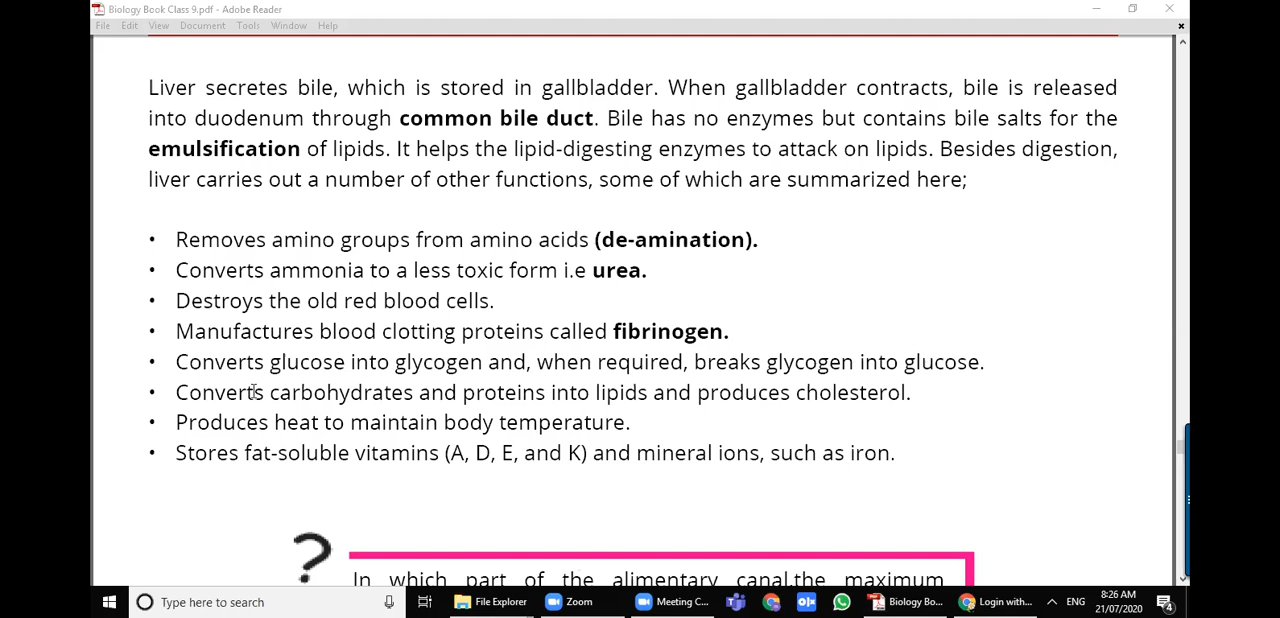 Biology Book Class 9.pdf - Adobe Reader
File Edit View Document Tools Window Help
Liver secretes bile, which is stored in gallbladder. When gallbladder contracts, bile is released
into duodenum through common bile duct. Bile has no enzymes but contains bile salts for the
emulsification of lipids. It helps the lipid-digesting enzymes to attack on lipids. Besides digestion,
liver carries out a number of other functions, some of which are summarized here;
• Removes amino groups from amino acids (de-amination).
• Converts ammonia to a less toxic form i.e urea.
• Destroys the old red blood cells.
• Manufactures blood clotting proteins called fibrinogen.
• Converts glucose into glycogen and, when required, breaks glycogen into glucose.
• Converts carbohydrates and proteins into lipids and produces cholesterol.
• Produces heat to maintain body temperature.
• Stores fat-soluble vitamins (A, D, E, and K) and mineral ions, such as iron.
?
In which part of the alimentary canal,the maximum
Type here to search
File Explorer
Zoom
Meeting C...
Biology Bo...
Login with...
ENG
8:26 AM
21/07/2020
4